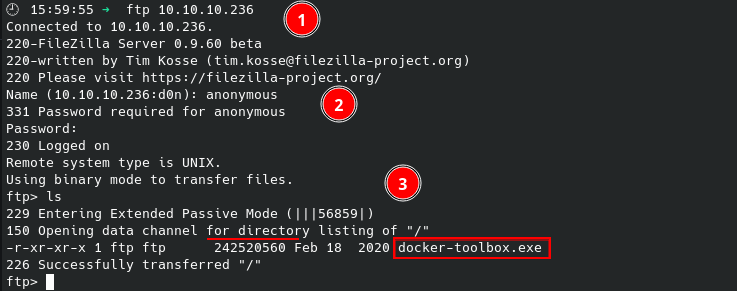 15:59:55 → ftp 10.10.10.236
1
Connected to 10.10.10.236.
220-FileZilla Server 0.9.60 beta
220-written by Tim Kosse (tim.kosse@filezilla-project.org)
220 Please visit https://filezilla-project.org/
Name (10.10.10.236:d0n): anonymous
2
331 Password required for anonymous
Password:
230 Logged on
Remote system type is UNIX.
Using binary mode to transfer files.
3
ftp> ls
229 Entering Extended Passive Mode (|||56859|)
150 Opening data channel for directory listing of "/"
-r-xr-xr-x 1 ftp ftp      242520560 Feb 18  2020 docker-toolbox.exe
226 Successfully transferred "/"
ftp>